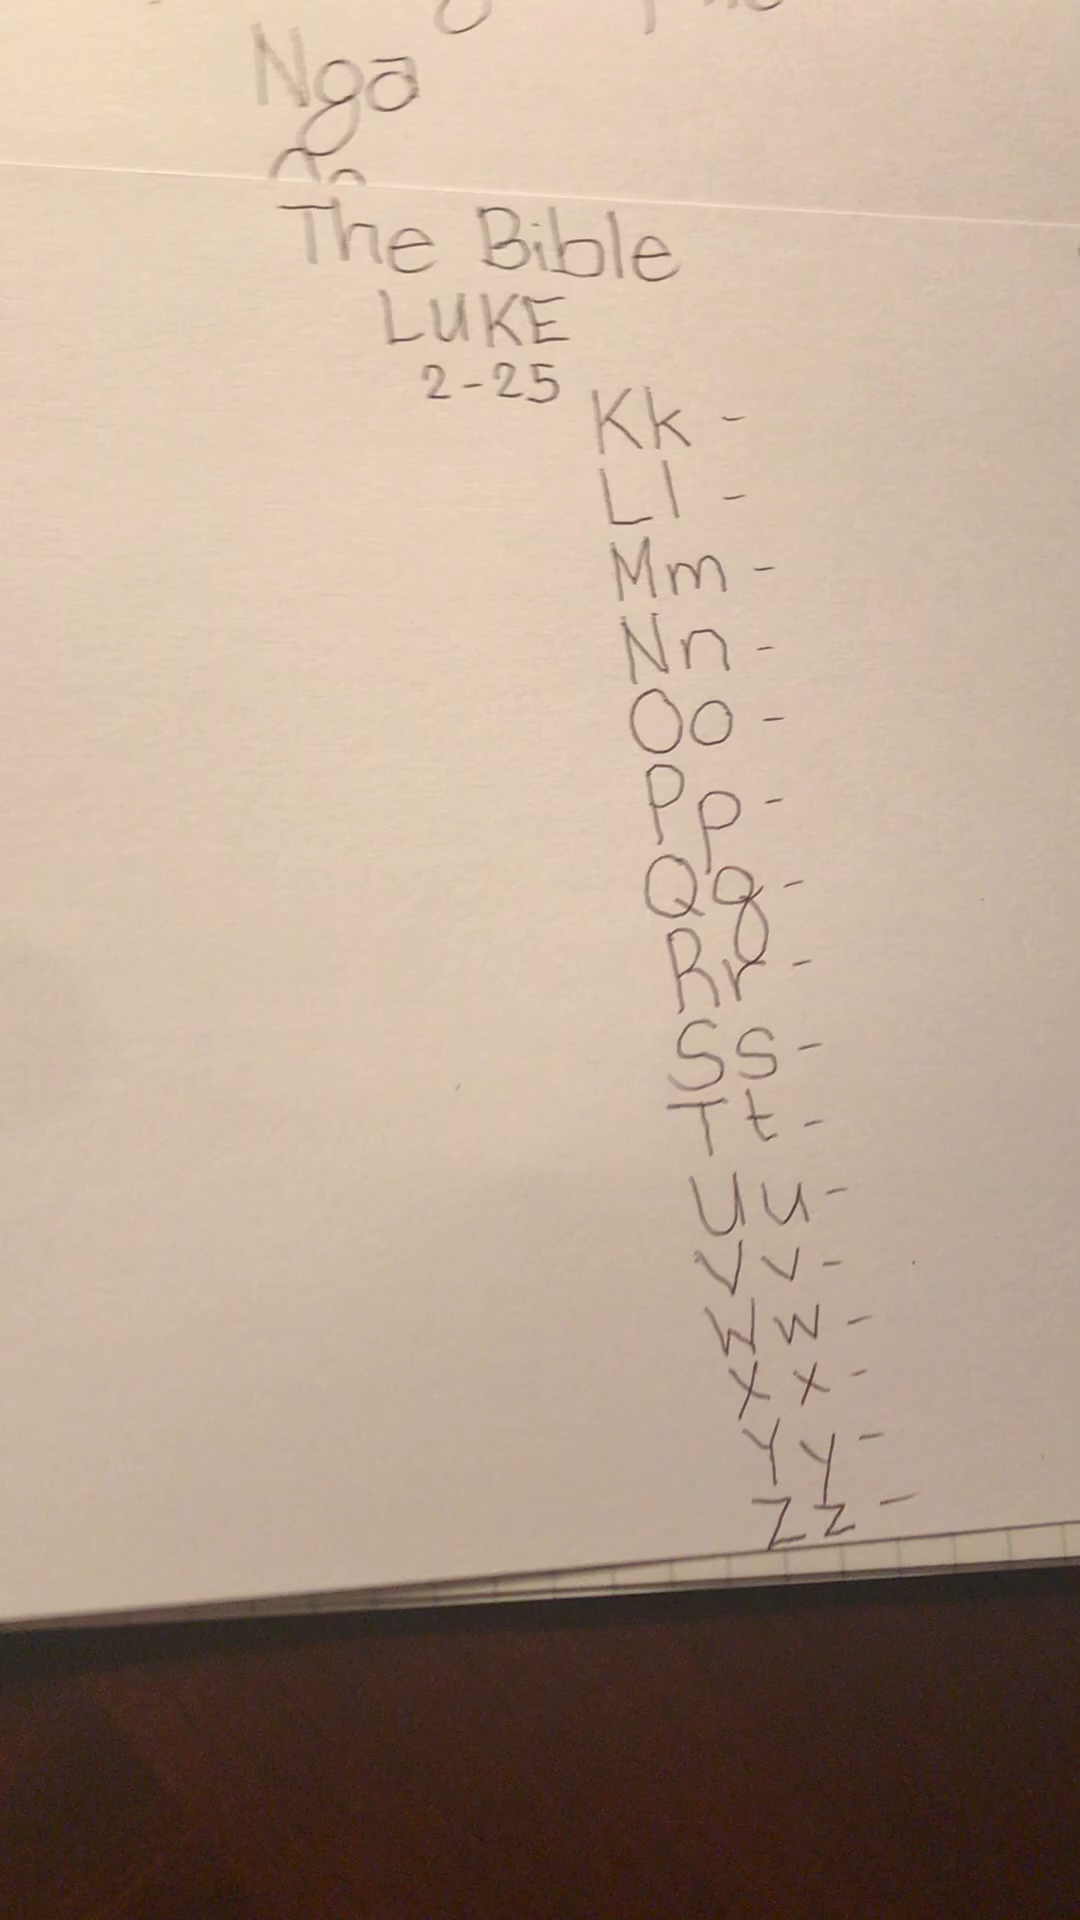 Ngā
The Bible
LUKE
2-25
Kk -
Ll -
Mm -
Nn -
Oo -
Pp -
Qq -
Rr -
Ss -
Tt -
Uu -
Vv -
Ww -
Xx -
Yy -
Zz -